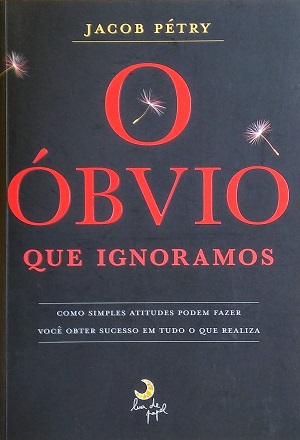 JACOB PÉTRY
O
ÓBVIO
QUE IGNORAMOS
COMO SIMPLES ATITUDES PODEM FAZER
VOCÊ OBTER SUCESSO EM TUDO O QUE REALIZA
lua de
papel